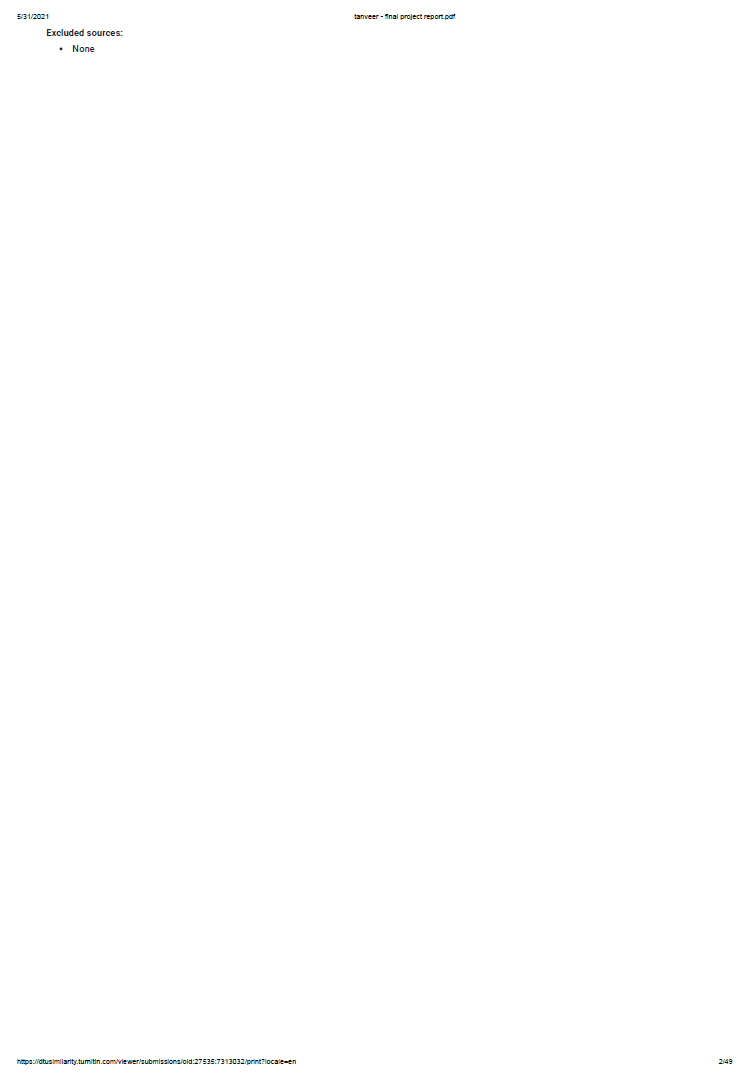 5/31/2021 tanveer - final project report.pdf
Excluded sources:
• None
https://dtusimilarity.turnitin.com/viewer/submissions/oid:27535:7313032/print?locale=en 2/49